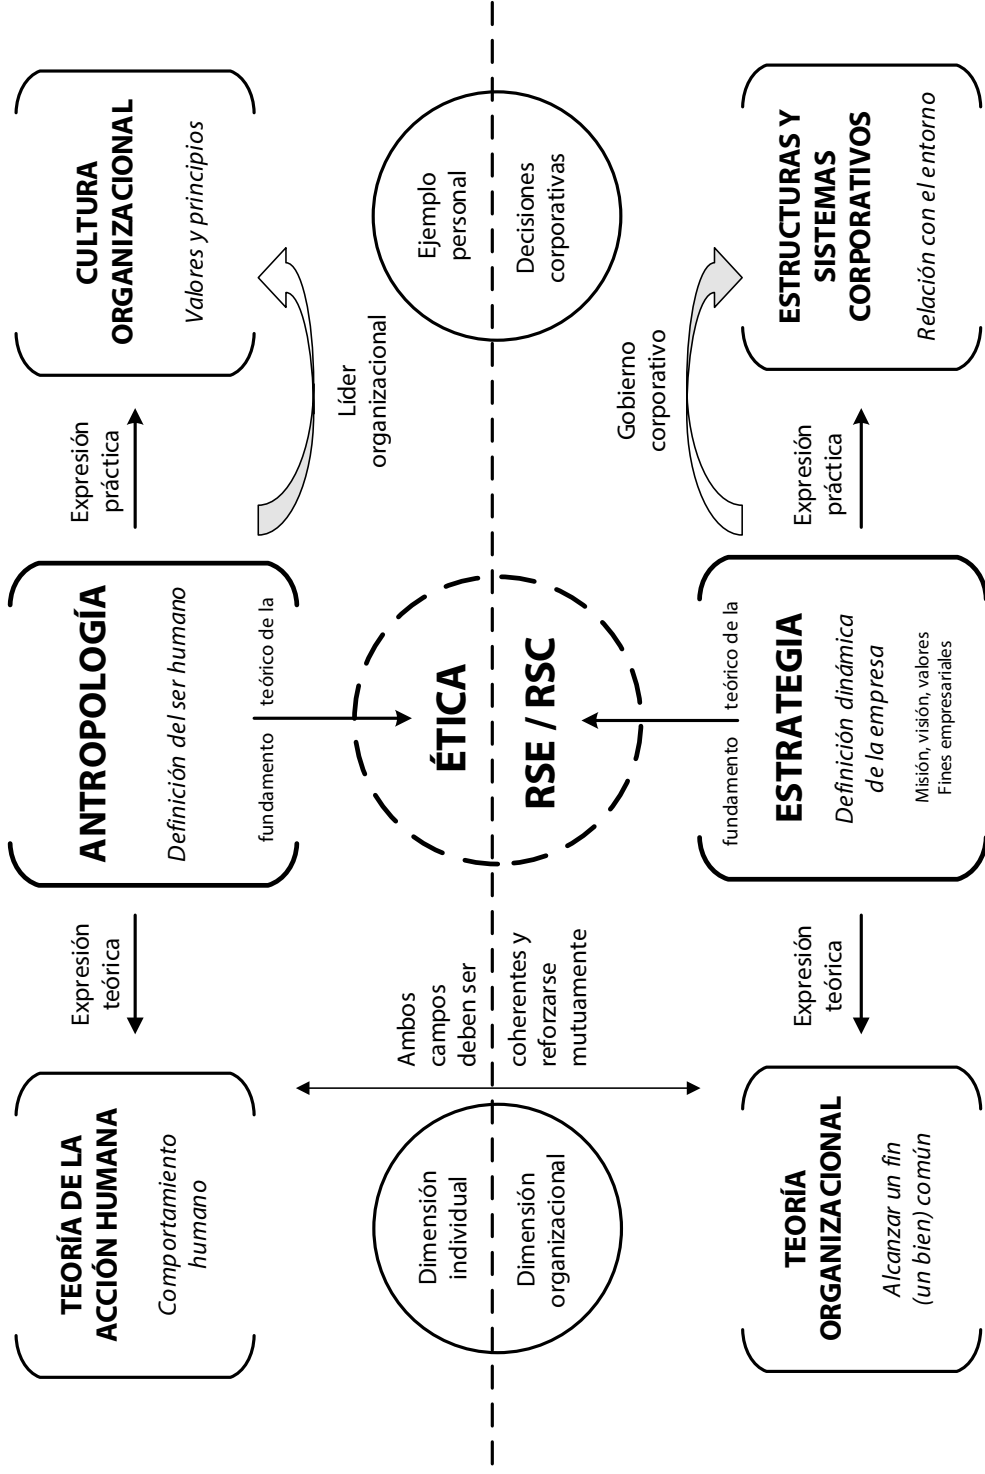 TEORÍA DE LA
ACCIÓN HUMANA
Comportamiento
humano
Expresión
teórica
ANTROPOLOGÍA
Definición del ser humano
fundamento teórico de la
Expresión
práctica
CULTURA
ORGANIZACIONAL
Valores y principios
Líder
organizacional
Dimensión
individual
Dimensión
organizacional
Ambos
campos
deben ser
coherentes y
reforzarse
mutuamente
ÉTICA
RSE / RSC
Ejemplo
personal
Decisiones
corporativas
Gobierno
corporativo
TEORÍA
ORGANIZACIONAL
Alcanzar un fin
(un bien) común
Expresión
teórica
fundamento teórico de la
ESTRATEGIA
Definición dinámica
de la empresa
Misión, visión, valores
Fines empresariales
Expresión
práctica
ESTRUCTURAS Y
SISTEMAS
CORPORATIVOS
Relación con el entorno